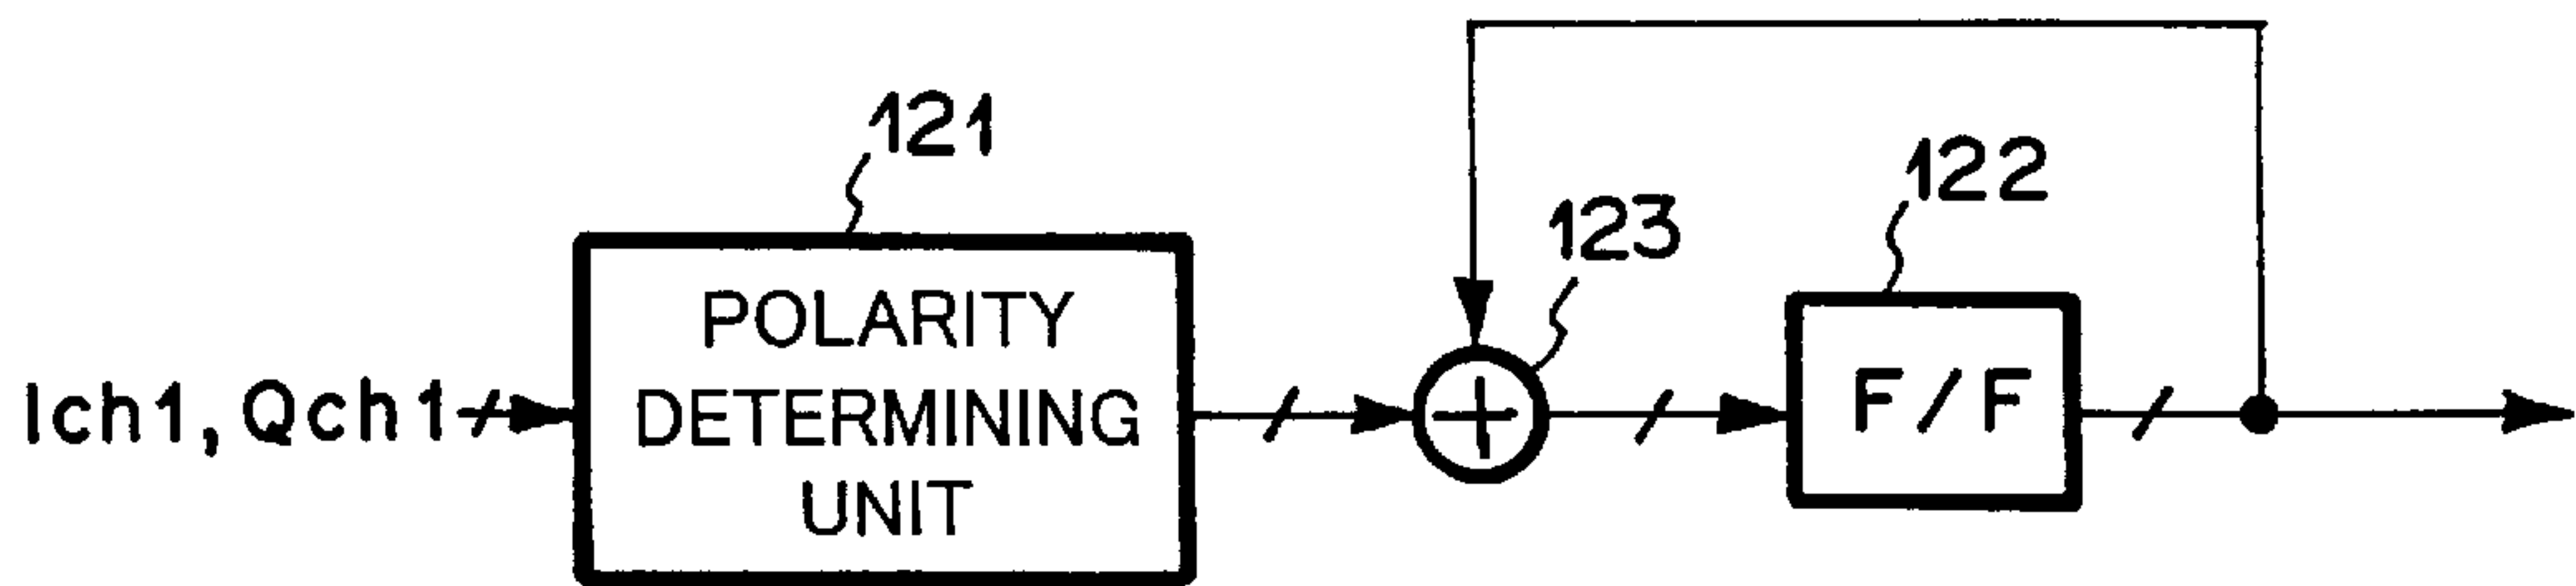 121
122
123
POLARITY
DETERMINING
UNIT
Ich1, Qch1
F/F